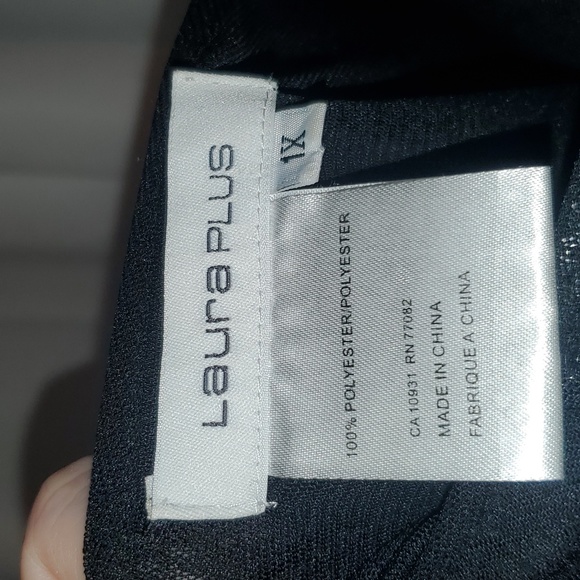 Laura PLUS
1X
100% POLYESTER/POLYESTER
CA 10931 RN 77082
MADE IN CHINA
FABRIQUE A CHINA